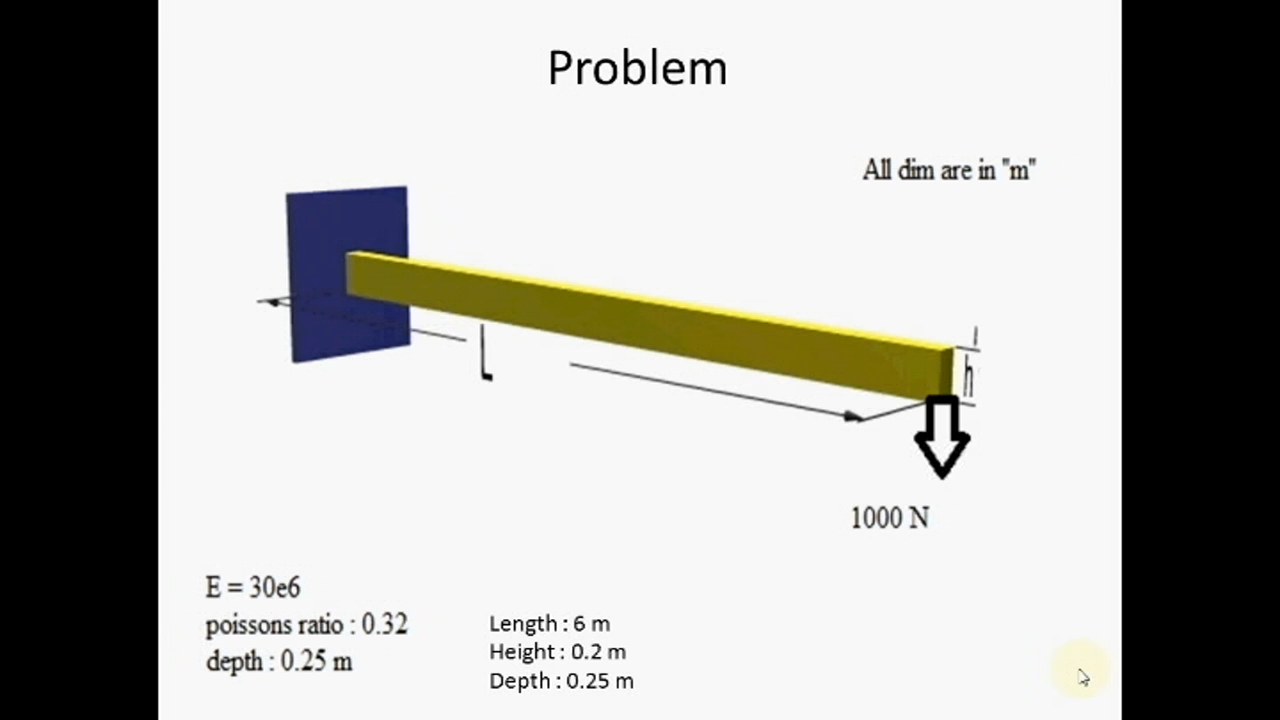 Problem
All dim are in "m"
L
h
1000 N
E = 30e6
poissons ratio : 0.32
depth : 0.25 m
Length : 6 m
Height : 0.2 m
Depth : 0.25 m